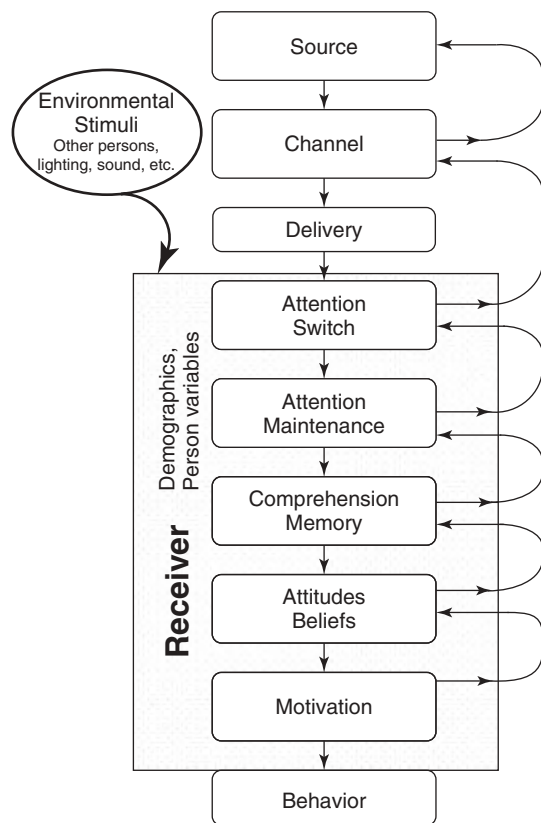 Source
Environmental
Stimuli
Other persons,
lighting, sound, etc.
Channel
Delivery
Attention
Switch
Demographics,
Person variables
Receiver
Attention
Maintenance
Comprehension
Memory
Attitudes
Beliefs
Motivation
Behavior